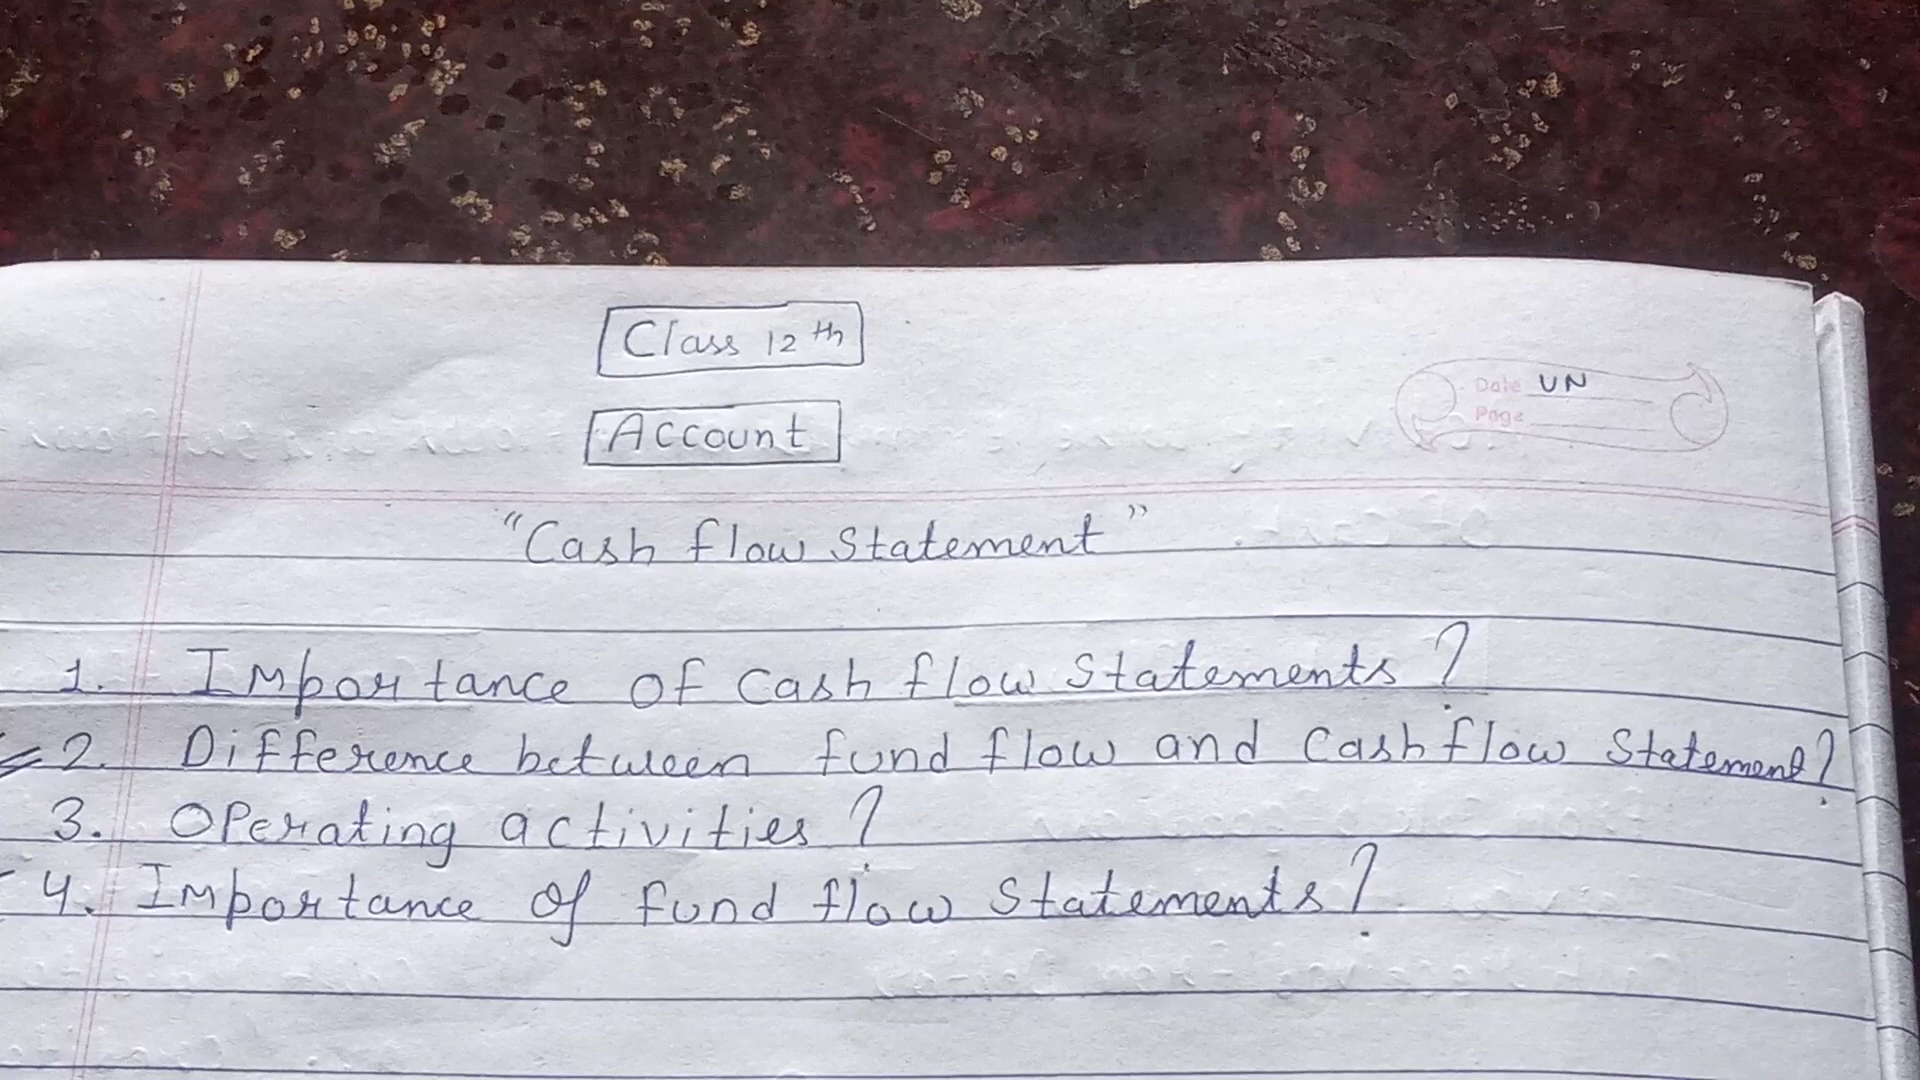 Class 12th
Date UN
Page
Account
"Cash flow Statement"
1. Importance of Cash flow Statements?
2. Difference between fund flow and Cash flow Statement?
3. Operating activities?
4. Importance of fund flow Statements?